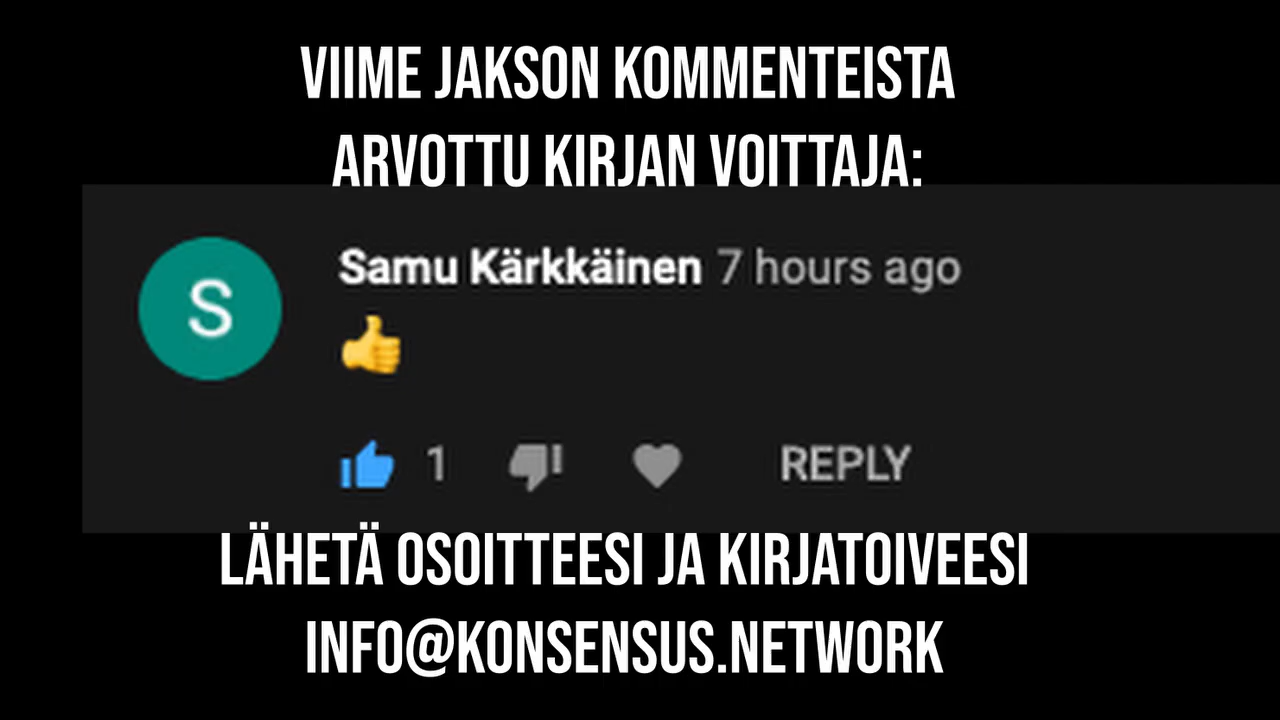 VIIME JAKSON KOMMENTEISTA
ARVOTTU KIRJAN VOITTAJA:
S
Samu Kärkkäinen 7 hours ago
👍
1 REPLY
LÄHETÄ OSOITTEESI JA KIRJATOIVEESI
INFO@KONSENSUS.NETWORK